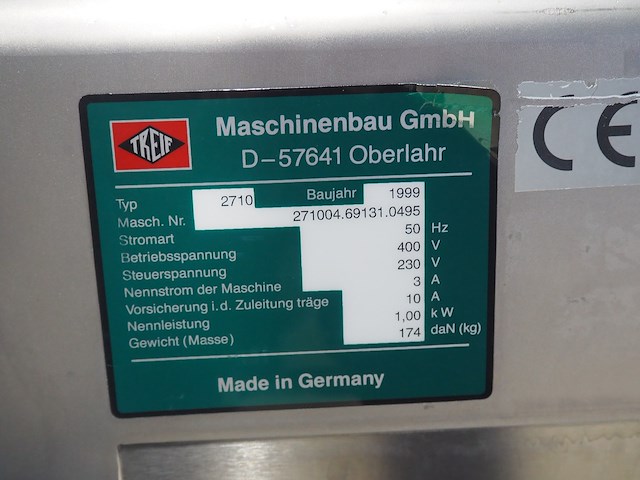 TREIF
Maschinenbau GmbH
D-57641 Oberlahr
Typ 2710 Baujahr 1999
Masch. Nr. 271004.69131.0495
Stromart 50 Hz
Betriebsspannung 400 V
Steuerspannung 230 V
Nennstrom der Maschine 3 A
Vorsicherung i.d. Zuleitung träge 10 A
Nennleistung 1,00 kW
Gewicht (Masse) 174 daN (kg)
Made in Germany
CE